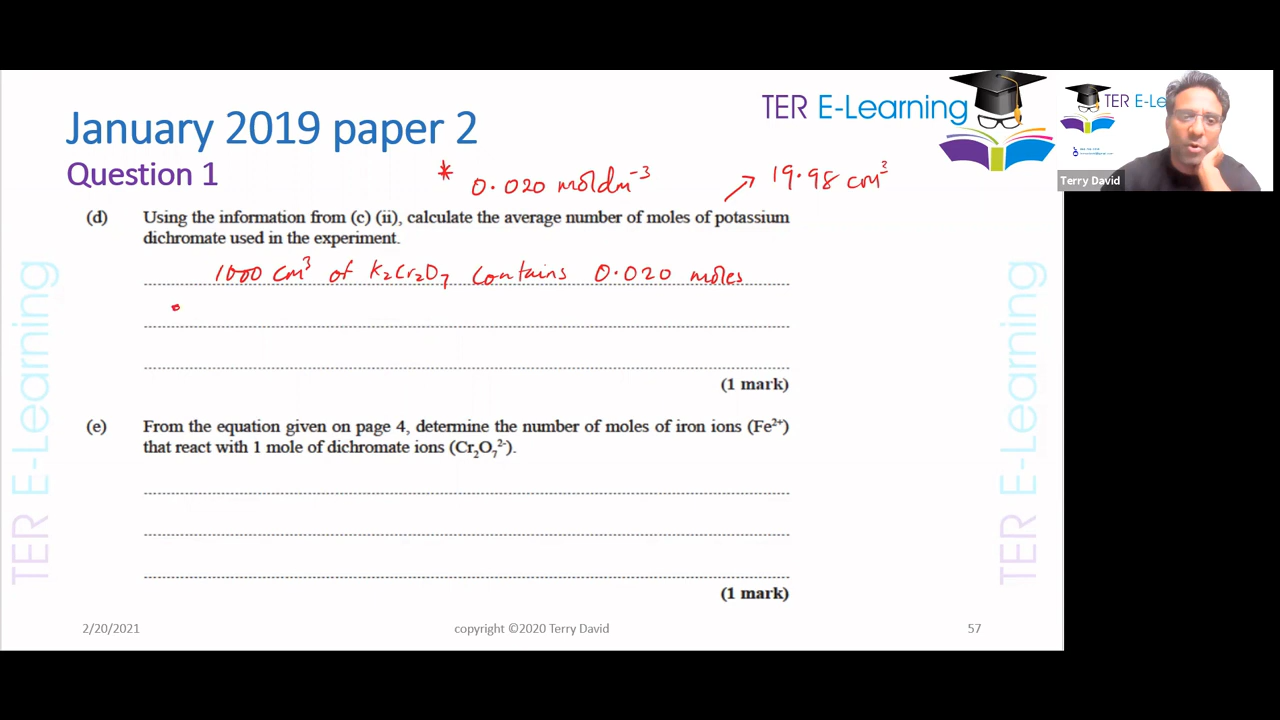 January 2019 paper 2
TER E-Learning
TER E-Le
Question 1
* 0.020 moldm⁻³
→ 19.98 cm³
Terry David
(d) Using the information from (c) (ii), calculate the average number of moles of potassium
dichromate used in the experiment.
1000 cm³ of K₂Cr₂O₇ contains 0.020 moles
(1 mark)
(e) From the equation given on page 4, determine the number of moles of iron ions (Fe²⁺)
that react with 1 mole of dichromate ions (Cr₂O₇²⁻).
(1 mark)
TER E-Learning
TER E-Learning
2/20/2021
copyright ©2020 Terry David
57